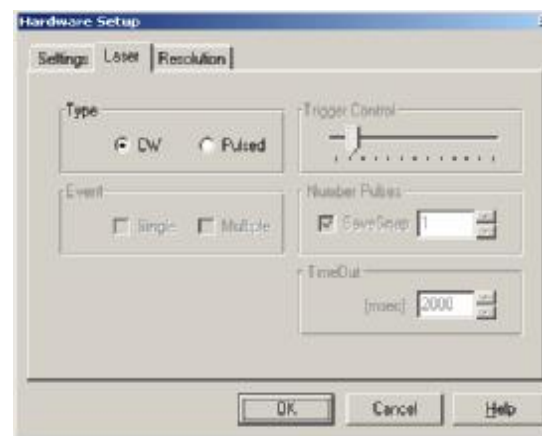 Hardware Setup
Settings Laser Resolution
Type
CW Pulsed
Trigger Control
Event
Single Multiple
Number Pulses
SaveSnap 1
TimeOut
[msec] 2000
OK Cancel Help